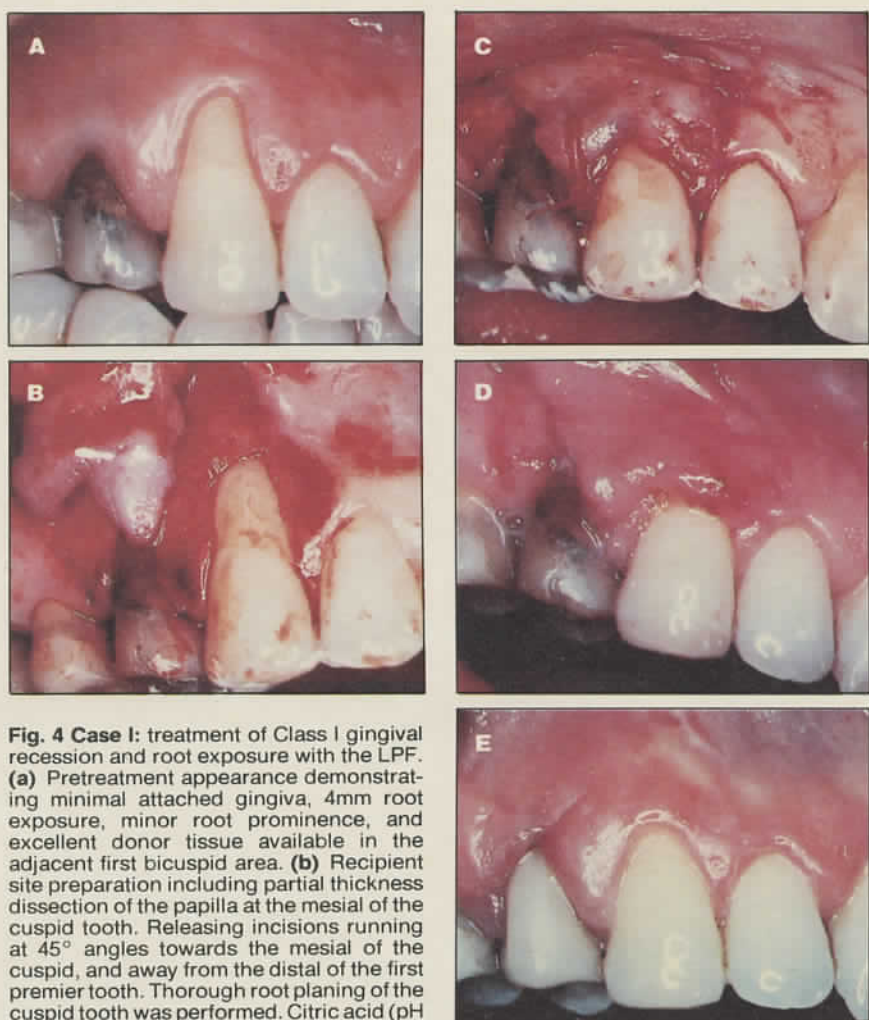 A
C
B
D
E
Fig. 4 Case I: treatment of Class I gingival
recession and root exposure with the LPF.
(a) Pretreatment appearance demonstrat-
ing minimal attached gingiva, 4mm root
exposure, minor root prominence, and
excellent donor tissue available in the
adjacent first bicuspid area. (b) Recipient
site preparation including partial thickness
dissection of the papilla at the mesial of the
cuspid tooth. Releasing incisions running
at 45° angles towards the mesial of the
cuspid, and away from the distal of the first
premier tooth. Thorough root planing of the
cuspid tooth was performed. Citric acid (pH